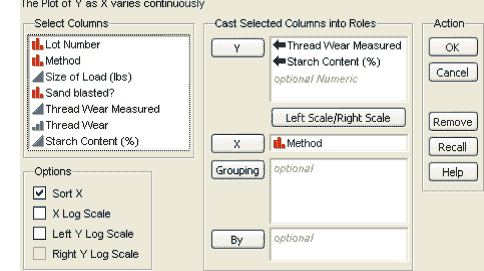 The Plot of Y as X varies continuously
Select Columns
Lot Number
Method
Size of Load (lbs)
Sand blasted?
Thread Wear Measured
Thread Wear
Starch Content (%)
Options
Sort X
X Log Scale
Left Y Log Scale
Right Y Log Scale
Cast Selected Columns into Roles
Y
Thread Wear Measured
Starch Content (%)
optional Numeric
Left Scale/Right Scale
X
Method
Grouping
optional
By
optional
Action
OK
Cancel
Remove
Recall
Help